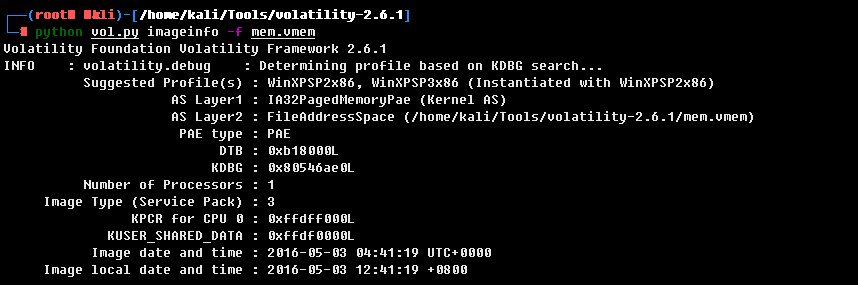 (root kali)-[/home/kali/Tools/volatility-2.6.1]
python vol.py imageinfo -f mem.vmem
Volatility Foundation Volatility Framework 2.6.1
INFO    : volatility.debug    : Determining profile based on KDBG search...
Suggested Profile(s) : WinXPSP2x86, WinXPSP3x86 (Instantiated with WinXPSP2x86)
AS Layer1 : IA32PagedMemoryPae (Kernel AS)
AS Layer2 : FileAddressSpace (/home/kali/Tools/volatility-2.6.1/mem.vmem)
PAE type : PAE
DTB : 0xb18000L
KDBG : 0x80546ae0L
Number of Processors : 1
Image Type (Service Pack) : 3
KPCR for CPU 0 : 0xffdff000L
KUSER_SHARED_DATA : 0xffdf0000L
Image date and time : 2016-05-03 04:41:19 UTC+0000
Image local date and time : 2016-05-03 12:41:19 +0800